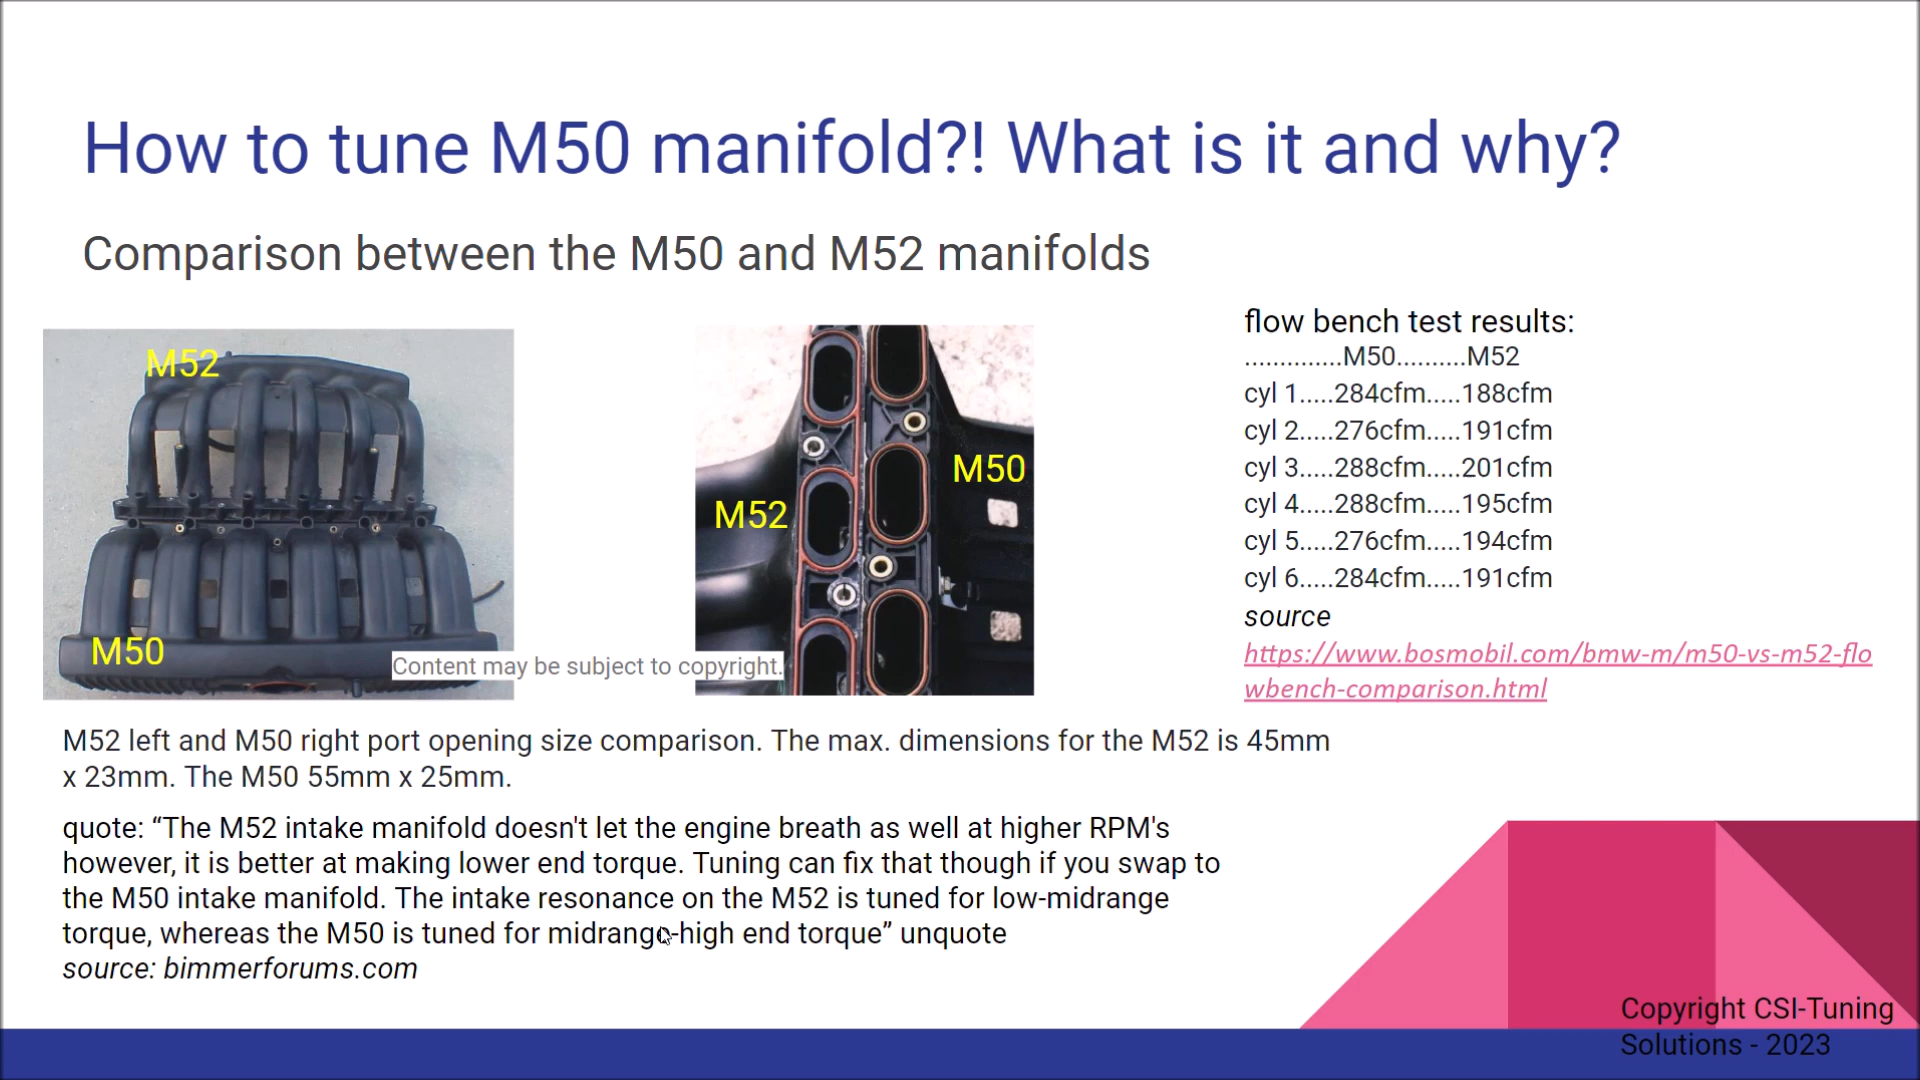 How to tune M50 manifold?! What is it and why?
Comparison between the M50 and M52 manifolds
M52
M50
M52
M50
Content may be subject to copyright.
flow bench test results:
..............M50..........M52
cyl 1.....284cfm.....188cfm
cyl 2.....276cfm.....191cfm
cyl 3.....288cfm.....201cfm
cyl 4.....288cfm.....195cfm
cyl 5.....276cfm.....194cfm
cyl 6.....284cfm.....191cfm
source
https://www.bosmobil.com/bmw-m/m50-vs-m52-flo
wbench-comparison.html
M52 left and M50 right port opening size comparison. The max. dimensions for the M52 is 45mm
x 23mm. The M50 55mm x 25mm.
quote: “The M52 intake manifold doesn't let the engine breath as well at higher RPM's
however, it is better at making lower end torque. Tuning can fix that though if you swap to
the M50 intake manifold. The intake resonance on the M52 is tuned for low-midrange
torque, whereas the M50 is tuned for midrange-high end torque” unquote
source: bimmerforums.com
Copyright CSI-Tuning
Solutions - 2023